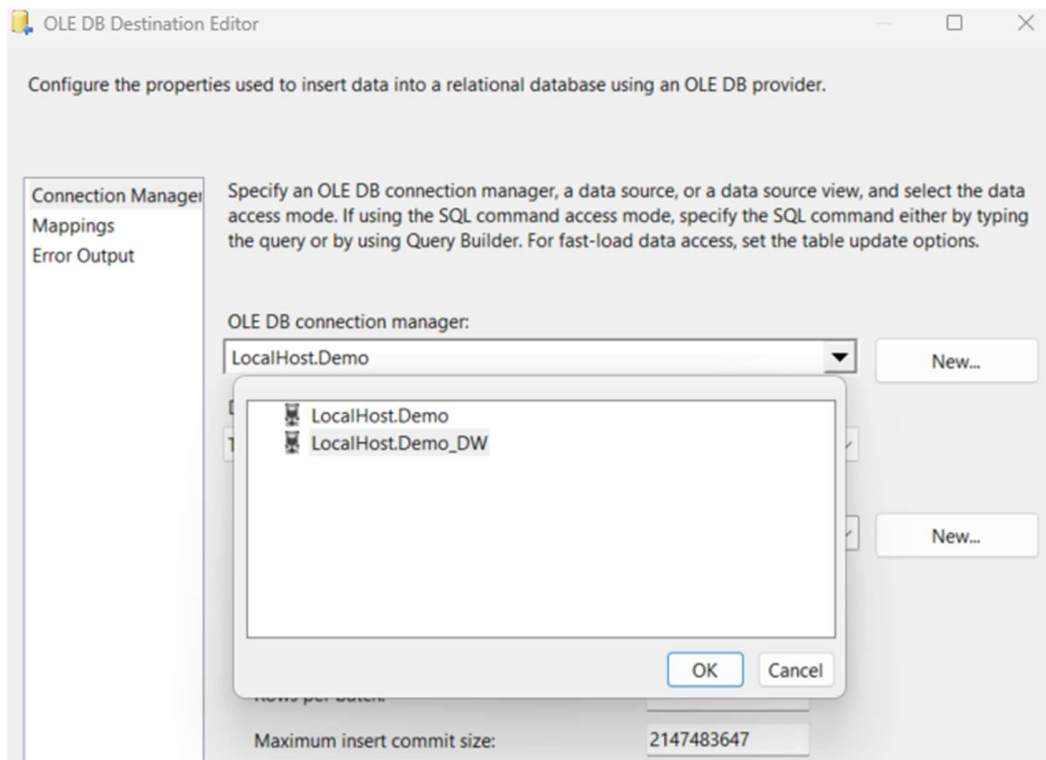 OLE DB Destination Editor
Configure the properties used to insert data into a relational database using an OLE DB provider.
Connection Manager
Mappings
Error Output
Specify an OLE DB connection manager, a data source, or a data source view, and select the data
access mode. If using the SQL command access mode, specify the SQL command either by typing
the query or by using Query Builder. For fast-load data access, set the table update options.
OLE DB connection manager:
LocalHost.Demo
New...
LocalHost.Demo
LocalHost.Demo_DW
New...
OK
Cancel
Rows per batch:
Maximum insert commit size:
2147483647